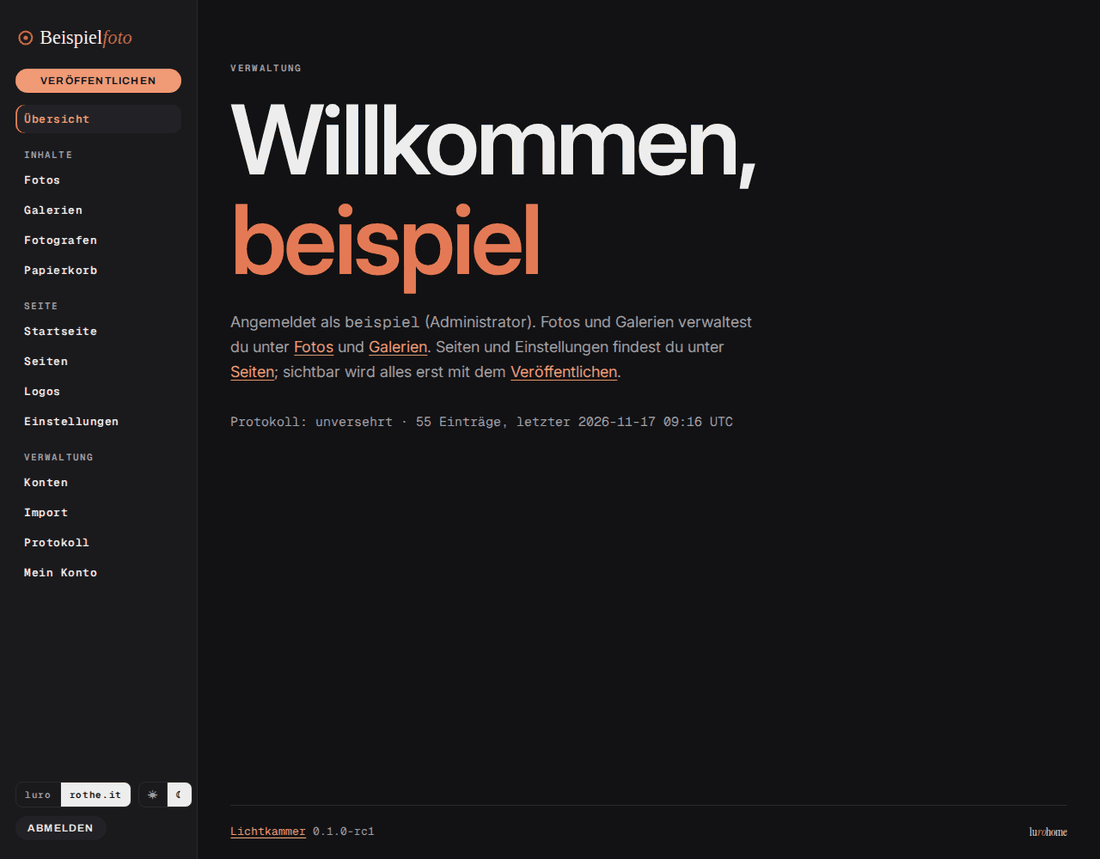 Beispielfoto
VERÖFFENTLICHEN
Übersicht
INHALTE
Fotos
Galerien
Fotografen
Papierkorb
SEITE
Startseite
Seiten
Logos
Einstellungen
VERWALTUNG
Konten
Import
Protokoll
Mein Konto
luro rothe.it
ABMELDEN
VERWALTUNG
Willkommen,
beispiel
Angemeldet als beispiel (Administrator). Fotos und Galerien verwaltest
du unter Fotos und Galerien. Seiten und Einstellungen findest du unter
Seiten; sichtbar wird alles erst mit dem Veröffentlichen.
Protokoll: unversehrt · 55 Einträge, letzter 2026-11-17 09:16 UTC
Lichtkammer 0.1.0-rc1
lurohome